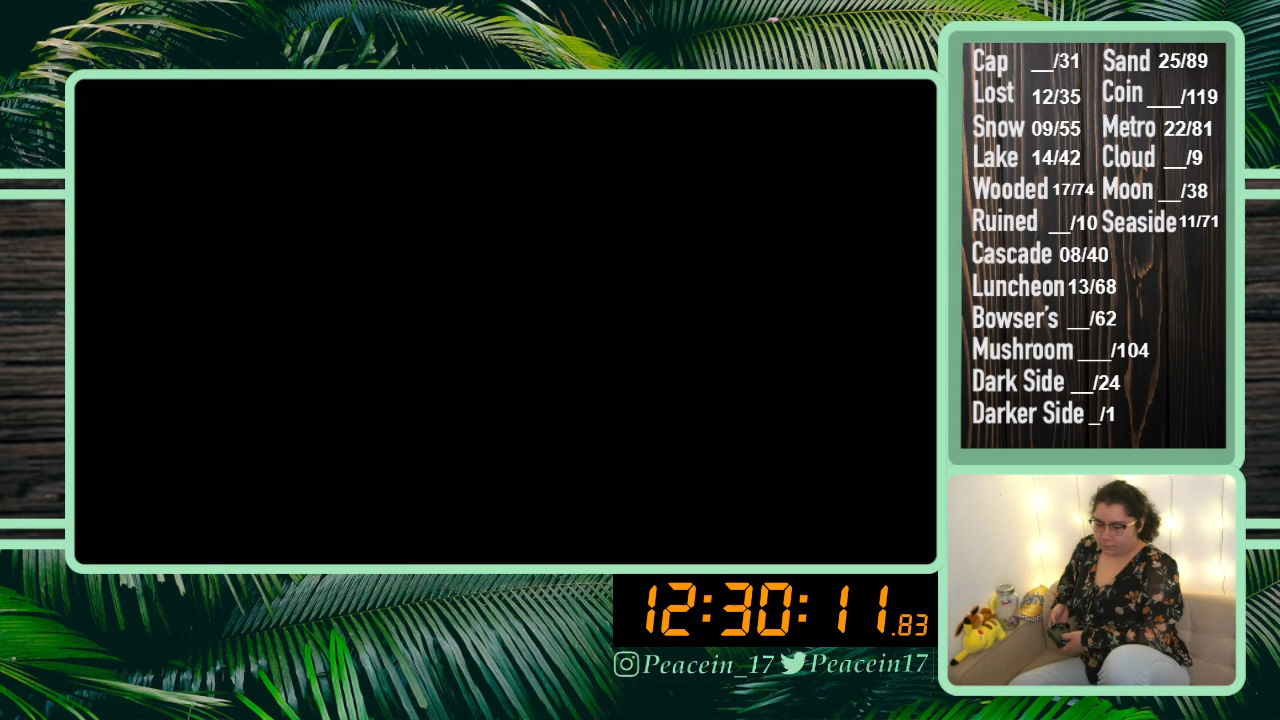 Cap __/31 Sand 25/89
Lost 12/35 Coin ___/119
Snow 09/55 Metro 22/81
Lake 14/42 Cloud __/9
Wooded 17/74 Moon __/38
Ruined __/10 Seaside 11/71
Cascade 08/40
Luncheon 13/68
Bowser's __/62
Mushroom ___/104
Dark Side __/24
Darker Side _/1
12:30:11.83
Peacein_17 Peacein17